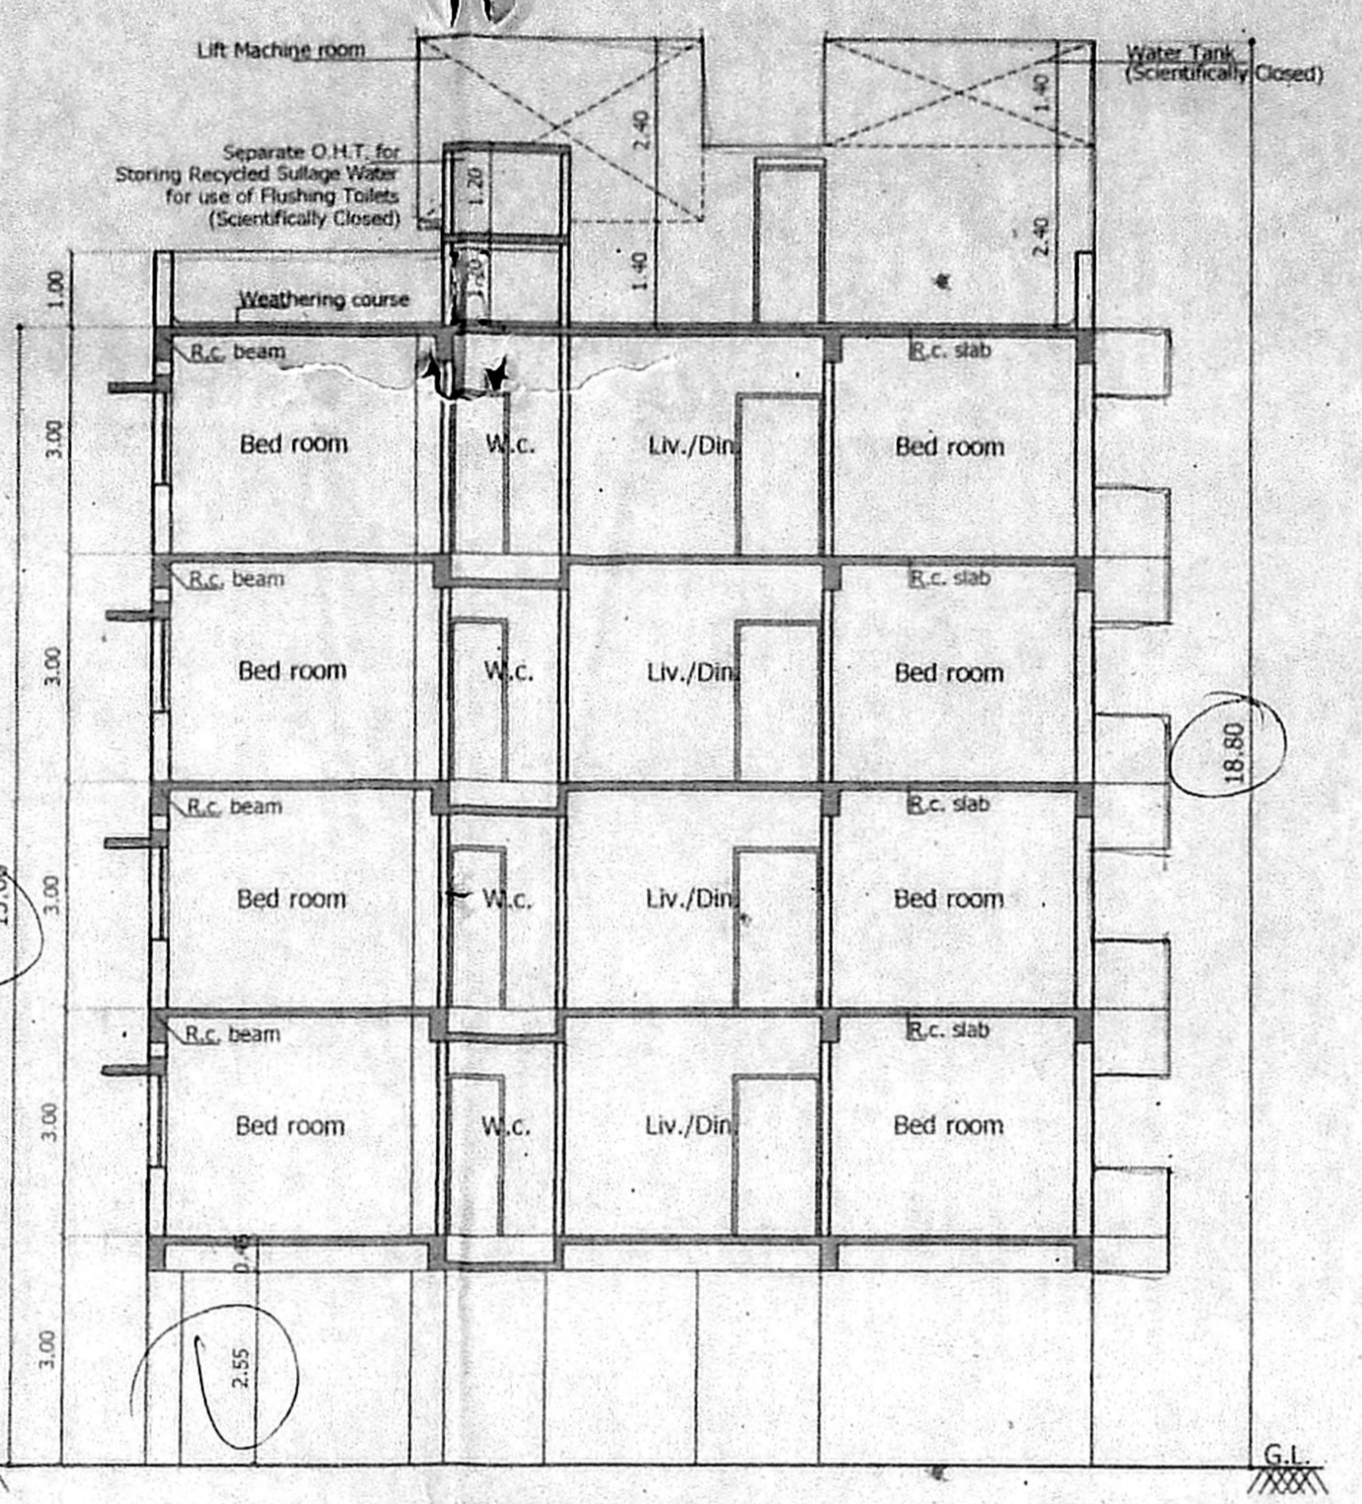 Lift Machine room
Water Tank
(Scientifically Closed)
1.40
2.40
Separate O.H.T. for
Storing Recycled Sullage Water
for use of Flushing Toilets
(Scientifically Closed)
1.20
2.40
1.40
1.20
1.00
Weathering course
R.c. beam
R.c. slab
3.00
Bed room
W.c.
Liv./Din
Bed room
R.c. beam
R.c. slab
3.00
Bed room
W.c.
Liv./Din
Bed room
18.80
R.c. beam
R.c. slab
3.00
Bed room
W.c.
Liv./Din
Bed room
R.c. beam
R.c. slab
3.00
Bed room
W.c.
Liv./Din
Bed room
0.45
3.00
2.55
G.L.